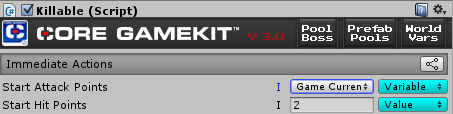 Killable (Script)
CORE GAMEKIT™ V 3.0 Pool Boss Prefab Pools World Vars
Immediate Actions
Start Attack Points I Game Curren Variable
Start Hit Points I 2 Value